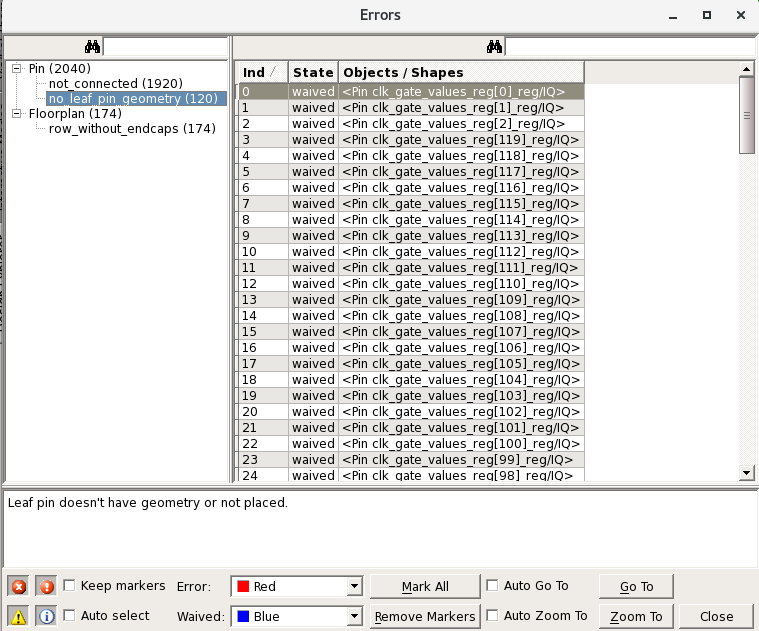 Errors
Pin (2040)
not_connected (1920)
no_leaf_pin_geometry (120)
Floorplan (174)
row_without_endcaps (174)
Ind State Objects / Shapes
0 waived <Pin clk_gate_values_reg[0]_reg/IQ>
1 waived <Pin clk_gate_values_reg[1]_reg/IQ>
2 waived <Pin clk_gate_values_reg[2]_reg/IQ>
3 waived <Pin clk_gate_values_reg[119]_reg/IQ>
4 waived <Pin clk_gate_values_reg[118]_reg/IQ>
5 waived <Pin clk_gate_values_reg[117]_reg/IQ>
6 waived <Pin clk_gate_values_reg[116]_reg/IQ>
7 waived <Pin clk_gate_values_reg[115]_reg/IQ>
8 waived <Pin clk_gate_values_reg[114]_reg/IQ>
9 waived <Pin clk_gate_values_reg[113]_reg/IQ>
10 waived <Pin clk_gate_values_reg[112]_reg/IQ>
11 waived <Pin clk_gate_values_reg[111]_reg/IQ>
12 waived <Pin clk_gate_values_reg[110]_reg/IQ>
13 waived <Pin clk_gate_values_reg[109]_reg/IQ>
14 waived <Pin clk_gate_values_reg[108]_reg/IQ>
15 waived <Pin clk_gate_values_reg[107]_reg/IQ>
16 waived <Pin clk_gate_values_reg[106]_reg/IQ>
17 waived <Pin clk_gate_values_reg[105]_reg/IQ>
18 waived <Pin clk_gate_values_reg[104]_reg/IQ>
19 waived <Pin clk_gate_values_reg[103]_reg/IQ>
20 waived <Pin clk_gate_values_reg[102]_reg/IQ>
21 waived <Pin clk_gate_values_reg[101]_reg/IQ>
22 waived <Pin clk_gate_values_reg[100]_reg/IQ>
23 waived <Pin clk_gate_values_reg[99]_reg/IQ>
24 waived <Pin clk_gate_values_reg[98]_reg/IQ>
Leaf pin doesn't have geometry or not placed.
Keep markers Error: Red Mark All Auto Go To Go To
Auto select Waived: Blue Remove Markers Auto Zoom To Zoom To Close